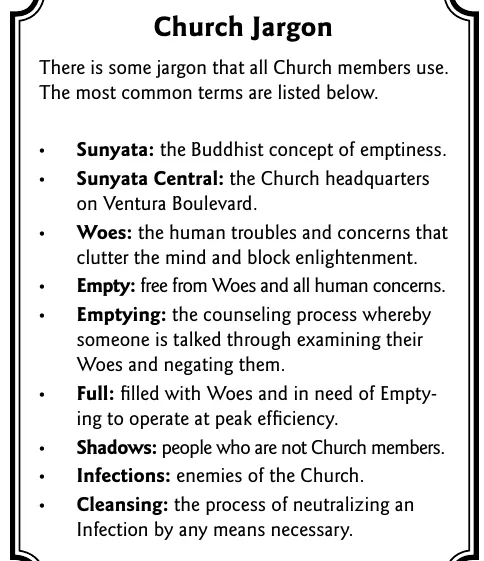 Church Jargon
There is some jargon that all Church members use.
The most common terms are listed below.
• Sunyata: the Buddhist concept of emptiness.
• Sunyata Central: the Church headquarters
on Ventura Boulevard.
• Woes: the human troubles and concerns that
clutter the mind and block enlightenment.
• Empty: free from Woes and all human concerns.
• Emptying: the counseling process whereby
someone is talked through examining their
Woes and negating them.
• Full: filled with Woes and in need of Empty-
ing to operate at peak efficiency.
• Shadows: people who are not Church members.
• Infections: enemies of the Church.
• Cleansing: the process of neutralizing an
Infection by any means necessary.